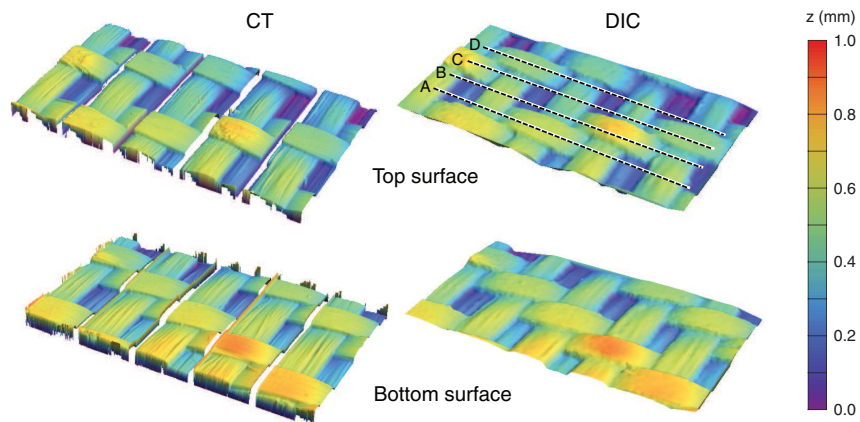 CT
DIC
z (mm)
1.0
0.8
0.6
0.4
0.2
0.0
D
C
B
A
Top surface
Bottom surface